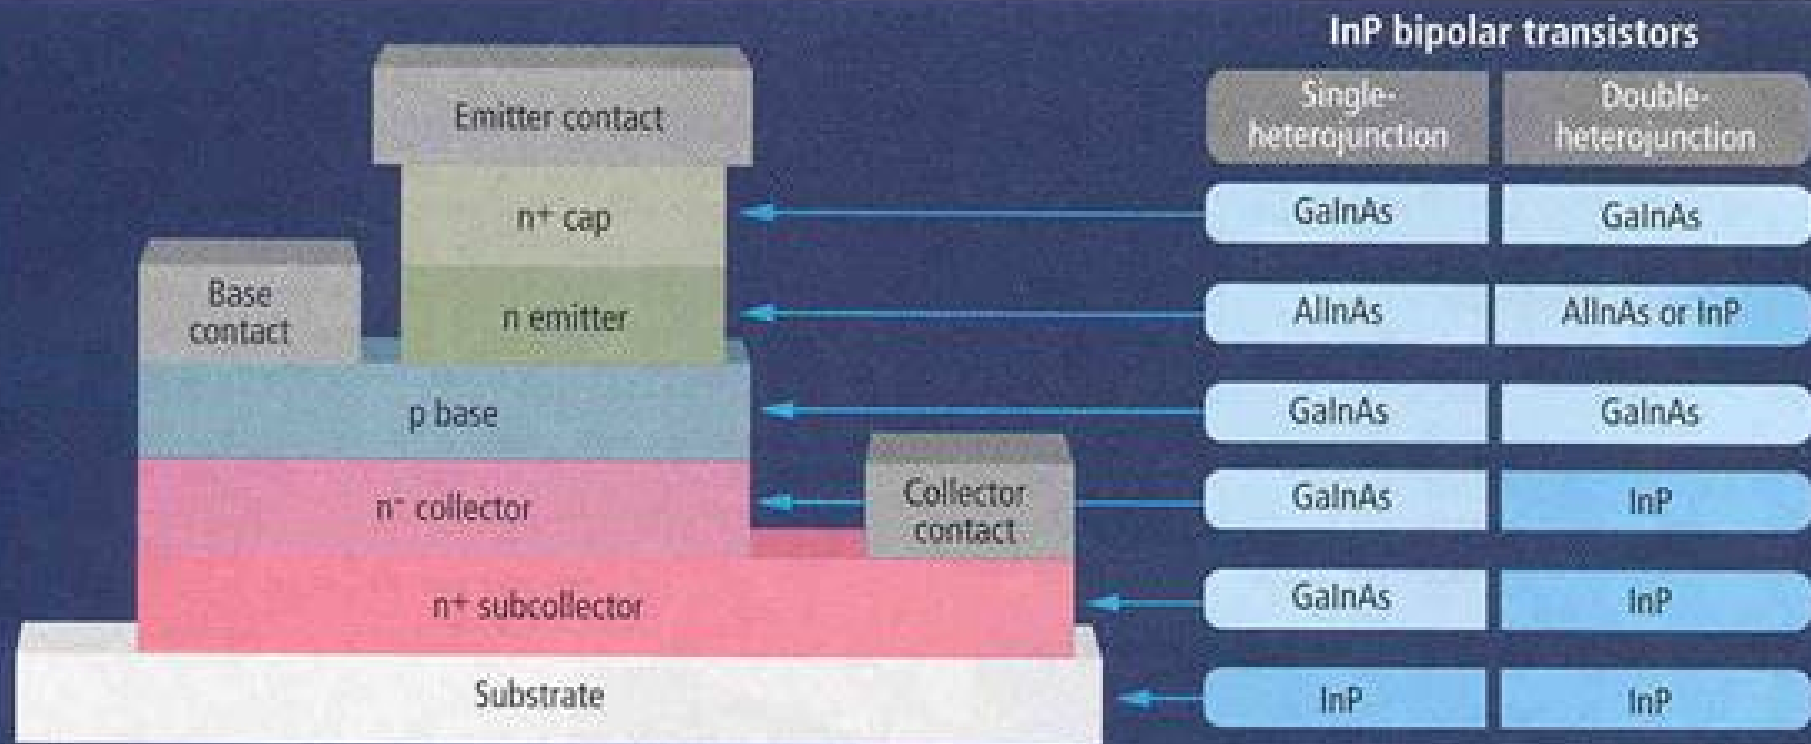 InP bipolar transistors
Single-
heterojunction
Double-
heterojunction
Emitter contact
n+ cap
GaInAs
GaInAs
Base
contact
n emitter
AlInAs
AlInAs or InP
p base
GaInAs
GaInAs
n- collector
Collector
contact
GaInAs
InP
n+ subcollector
GaInAs
InP
Substrate
InP
InP